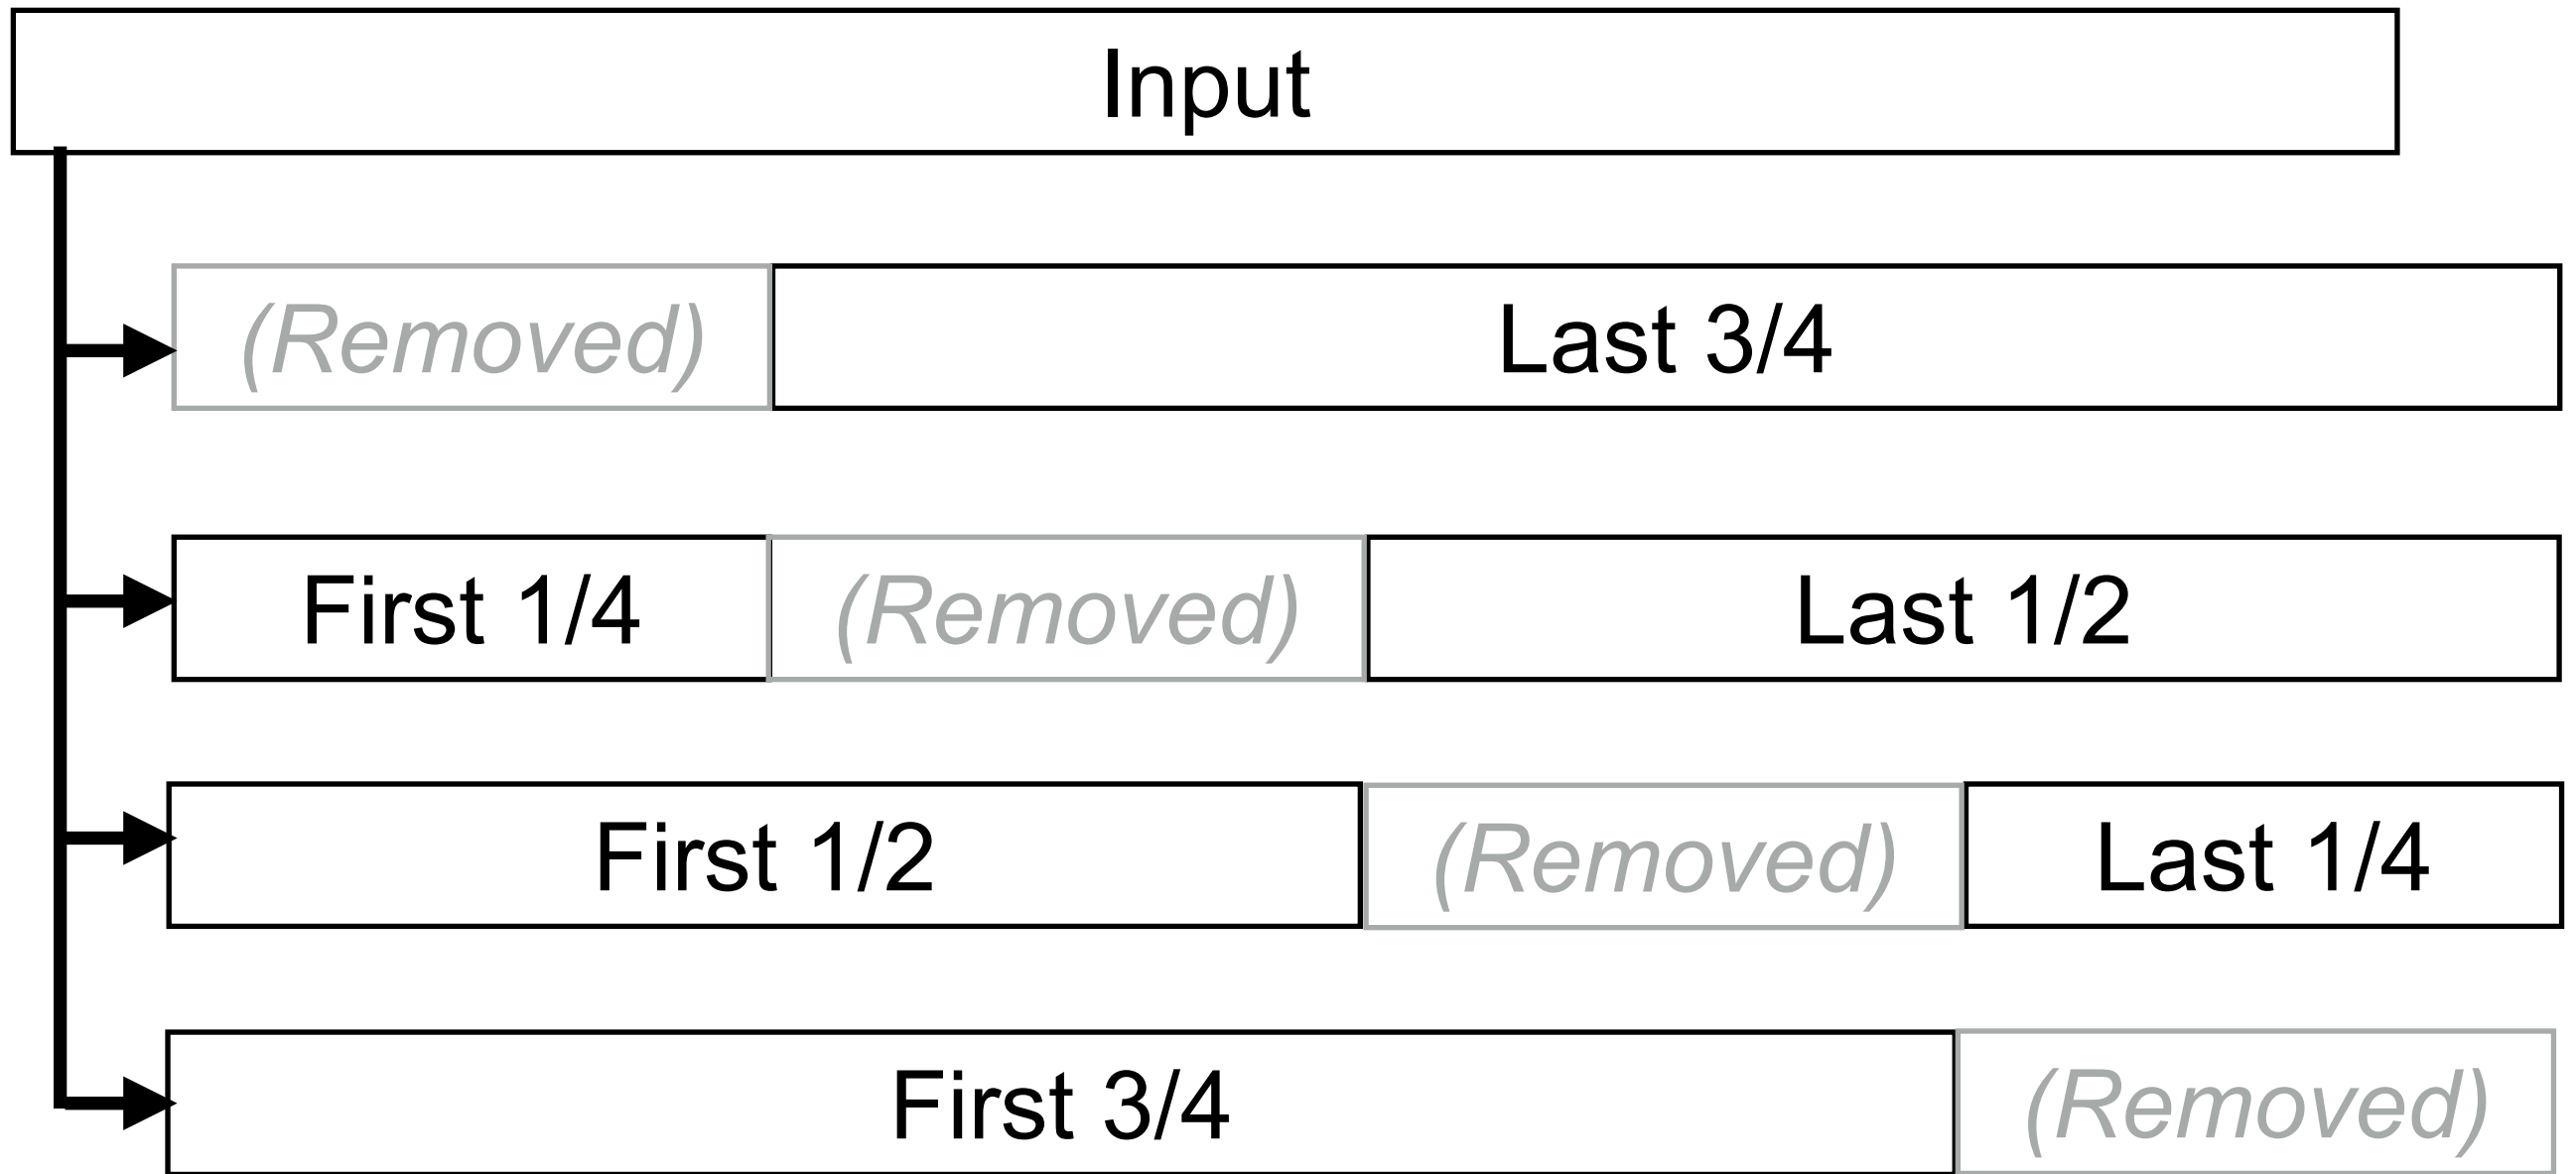 Input
(Removed) Last 3/4
First 1/4 (Removed) Last 1/2
First 1/2 (Removed) Last 1/4
First 3/4 (Removed)